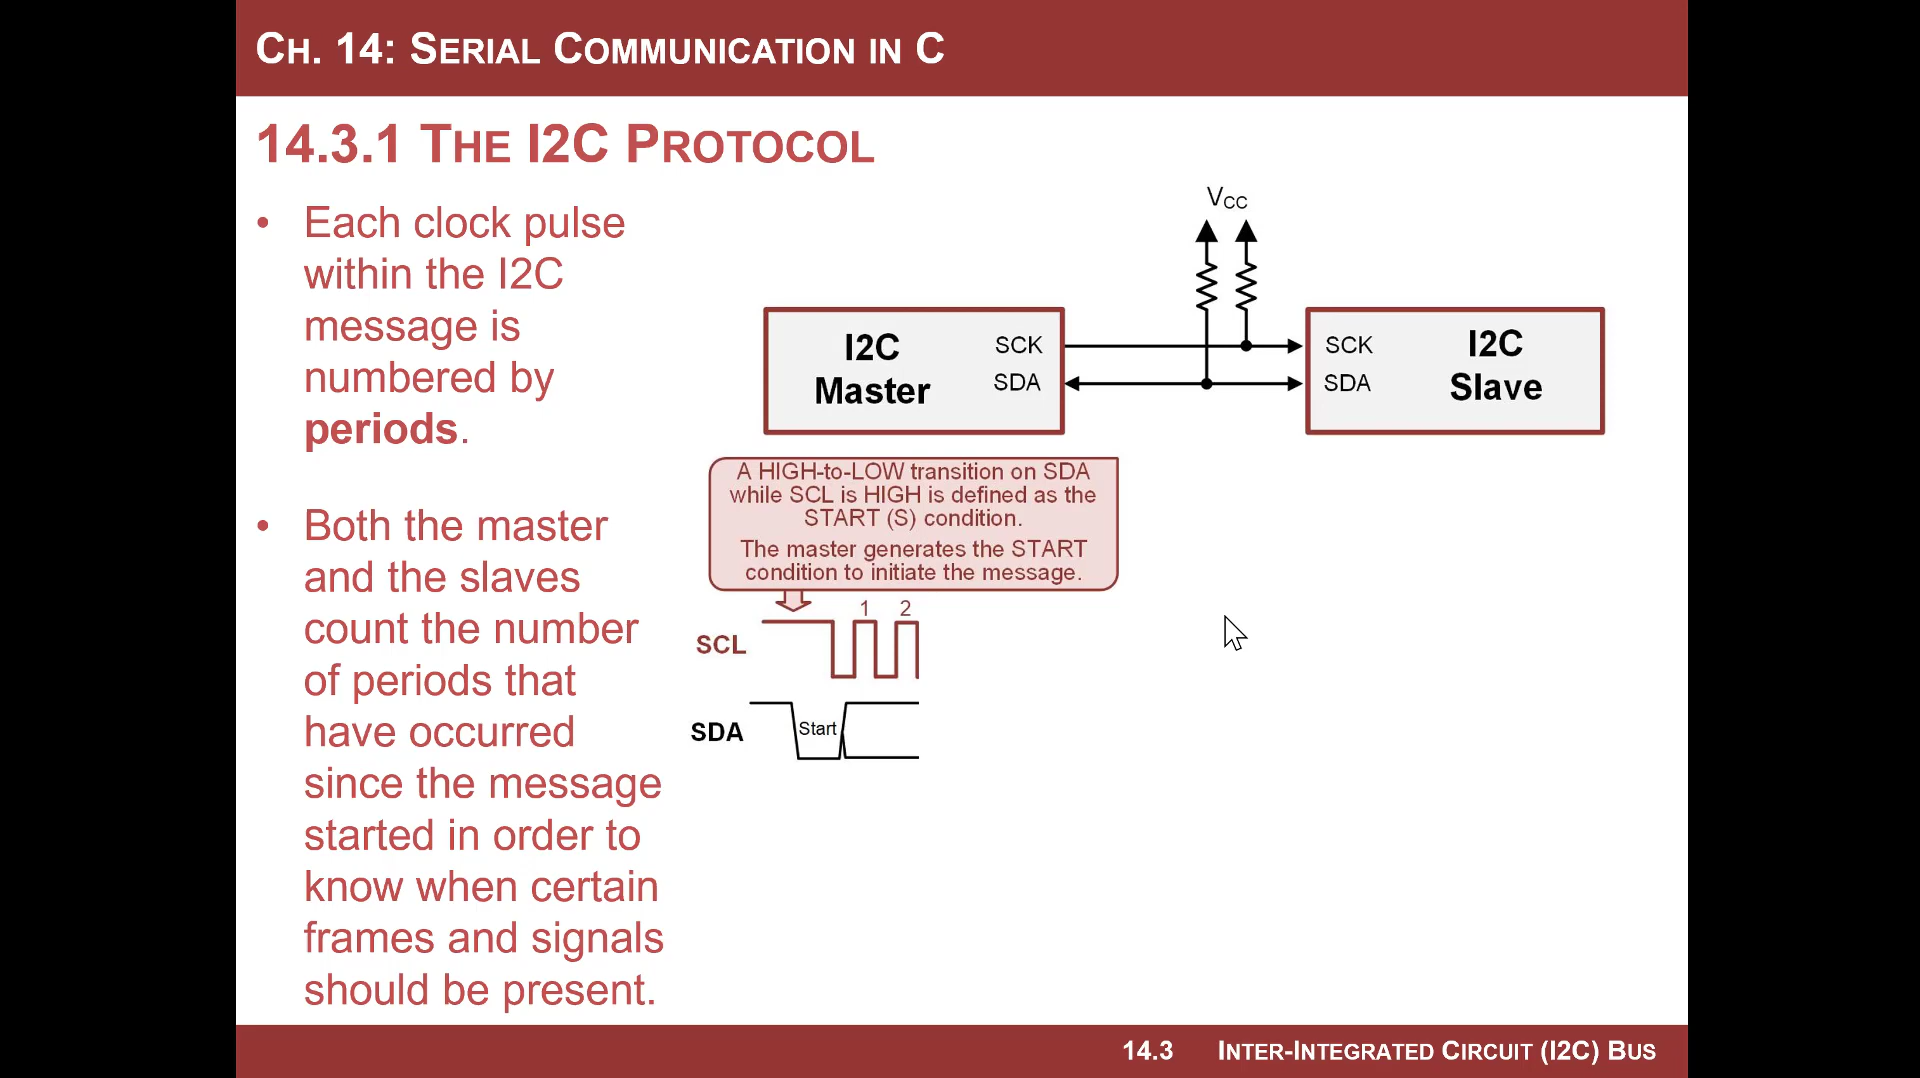 CH. 14: SERIAL COMMUNICATION IN C
14.3.1 THE I2C PROTOCOL
• Each clock pulse
within the I2C
message is
numbered by
periods.
• Both the master
and the slaves
count the number
of periods that
have occurred
since the message
started in order to
know when certain
frames and signals
should be present.
VCC
I2C
Master
SCK
SDA
SCK
SDA
I2C
Slave
A HIGH-to-LOW transition on SDA
while SCL is HIGH is defined as the
START (S) condition.
The master generates the START
condition to initiate the message.
1 2
SCL
SDA
Start
14.3 INTER-INTEGRATED CIRCUIT (I2C) BUS